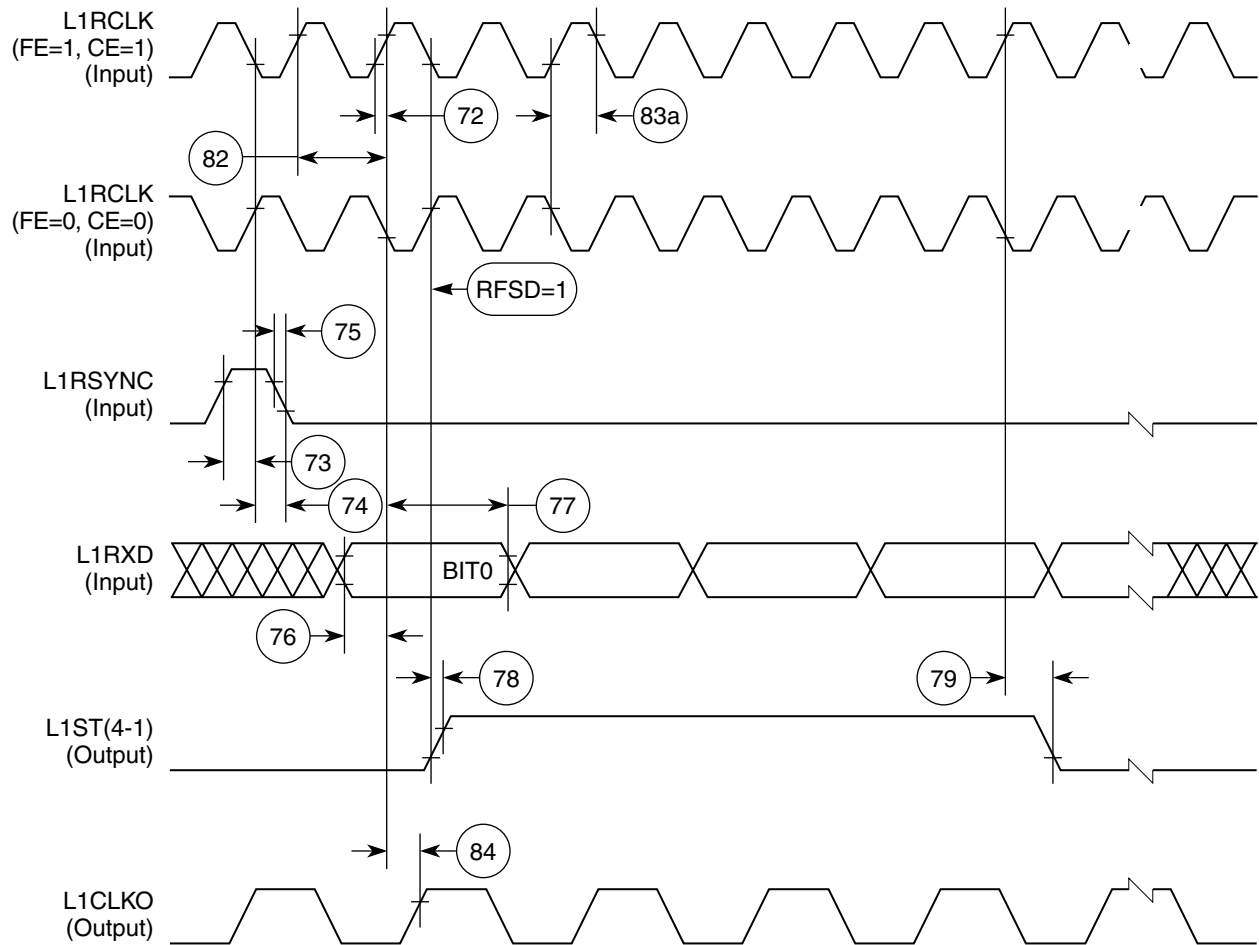 L1RCLK
(FE=1, CE=1)
(Input)
72
83a
82
L1RCLK
(FE=0, CE=0)
(Input)
RFSD=1
75
L1RSYNC
(Input)
73
74
77
L1RXD
(Input)
BIT0
76
78
79
L1ST(4-1)
(Output)
84
L1CLKO
(Output)